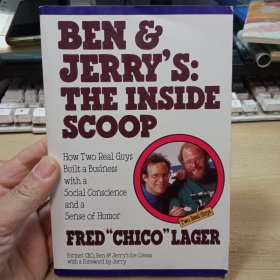 BEN &
JERRY'S:
THE INSIDE
SCOOP
How Two Real Guys
Built a Business
with a
Social Conscience
and a
Sense of Humor
Two Real Guys
FRED "CHICO" LAGER
Former CEO, Ben & Jerry's Ice Cream
with a Foreword by Jerry